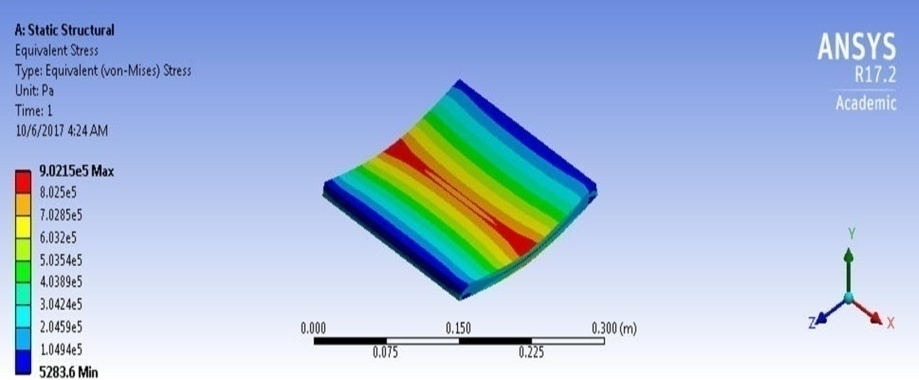 A: Static Structural
Equivalent Stress
Type: Equivalent (von-Mises) Stress
Unit: Pa
Time: 1
10/6/2017 4:24 AM
ANSYS
R17.2
Academic
9.0215e5 Max
8.025e5
7.0285e5
6.032e5
5.0354e5
4.0389e5
3.0424e5
2.0459e5
1.0494e5
5283.6 Min
0.000 0.150 0.300 (m)
0.075 0.225
Y
Z X